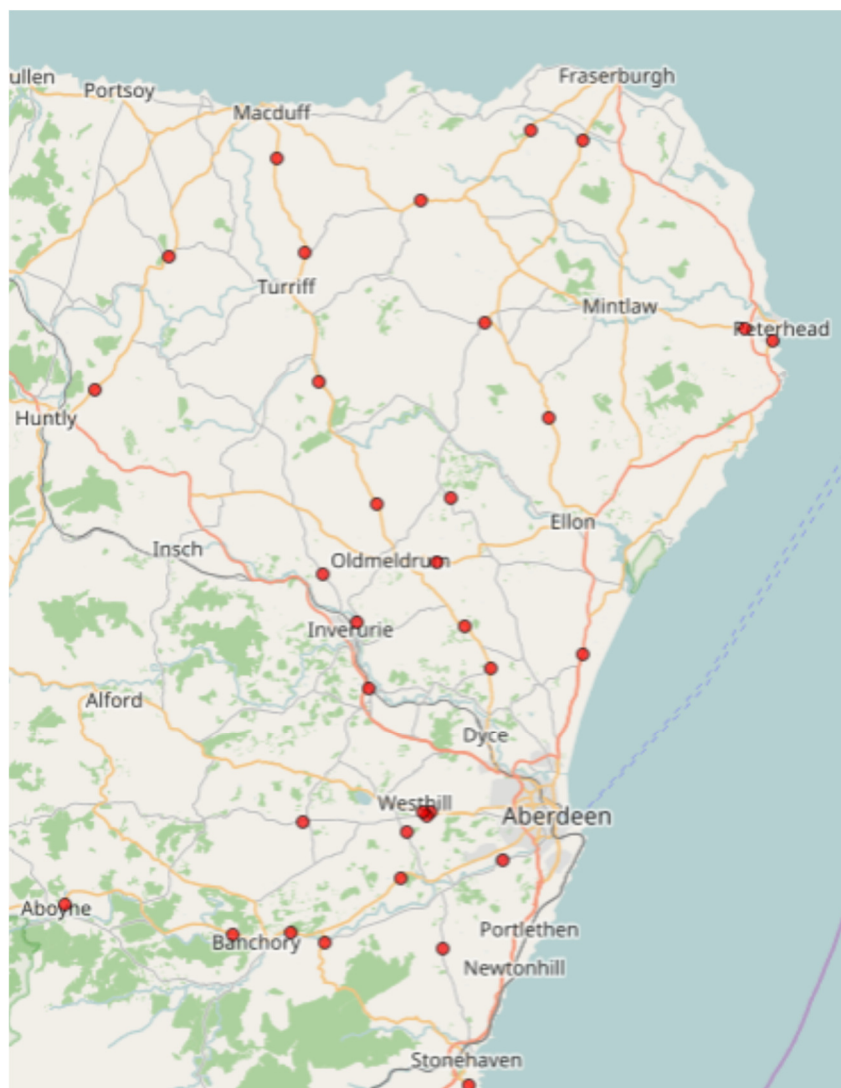 ullen
Portsoy
Fraserburgh
Macduff
Turriff
Mintlaw
Peterhead
Huntly
Ellon
Insch
Oldmeldrum
Inverurie
Alford
Dyce
Westhill
Aberdeen
Aboyne
Banchory
Portlethen
Newtonhill
Stonehaven